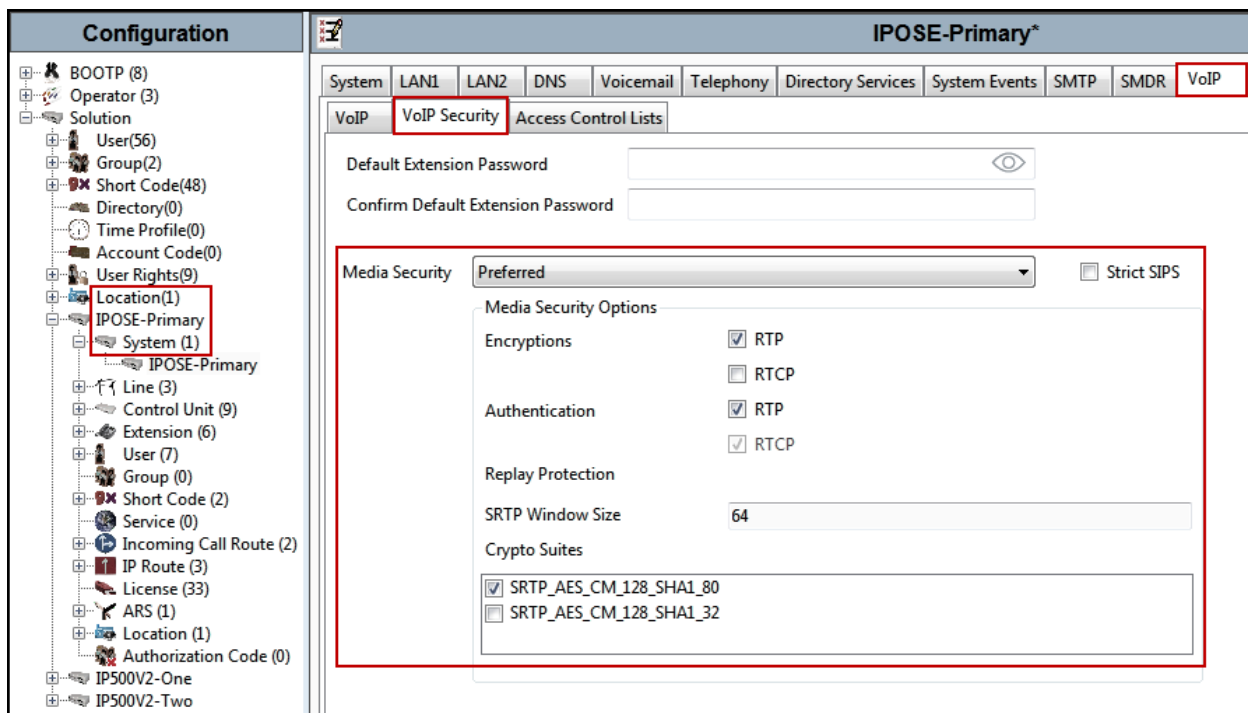 Configuration
BOOTP (8)
Operator (3)
Solution
User(56)
Group(2)
Short Code(48)
Directory(0)
Time Profile(0)
Account Code(0)
User Rights(9)
Location(1)
IPOSE-Primary
System (1)
IPOSE-Primary
Line (3)
Control Unit (9)
Extension (6)
User (7)
Group (0)
Short Code (2)
Service (0)
Incoming Call Route (2)
IP Route (3)
License (33)
ARS (1)
Location (1)
Authorization Code (0)
IP500V2-One
IP500V2-Two
IPOSE-Primary*
System LAN1 LAN2 DNS Voicemail Telephony Directory Services System Events SMTP SMDR VoIP
VoIP VoIP Security Access Control Lists
Default Extension Password
Confirm Default Extension Password
Media Security Preferred Strict SIPS
Media Security Options
Encryptions RTP
RTCP
Authentication RTP
RTCP
Replay Protection
SRTP Window Size 64
Crypto Suites
SRTP_AES_CM_128_SHA1_80
SRTP_AES_CM_128_SHA1_32